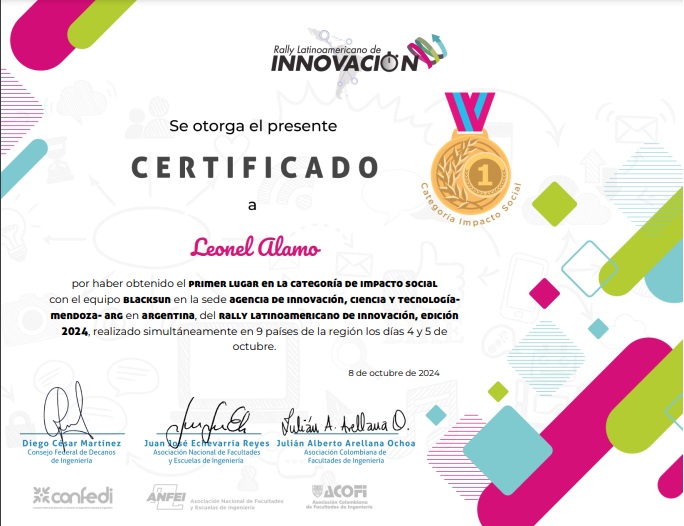 Rally Latinoamericano de
INNOVACIÓN
Se otorga el presente
CERTIFICADO
a
1
Categoría Impacto Social
Leonel Alamo
por haber obtenido el PRIMER LUGAR EN LA CATEGORÍA DE IMPACTO SOCIAL
con el equipo BLACKSUN en la sede AGENCIA DE INNOVACIÓN, CIENCIA Y TECNOLOGÍA-
MENDOZA- ARG en ARGENTINA, del RALLY LATINOAMERICANO DE INNOVACIÓN, EDICIÓN
2024, realizado simultáneamente en 9 países de la región los días 4 y 5 de
octubre.
8 de octubre de 2024
Julián A. Arellana O.
Diego César Martínez
Consejo Federal de Decanos
de Ingeniería
Juan José Echevarría Reyes
Asociación Nacional de Facultades
y Escuelas de Ingeniería
Julián Alberto Arellana Ochoa
Asociación Colombiana de
Facultades de Ingeniería
confedi
ANFEI
Asociación Nacional de Facultades
y Escuelas de Ingeniería
ACOFI
Asociación Colombiana
de Facultades de Ingeniería